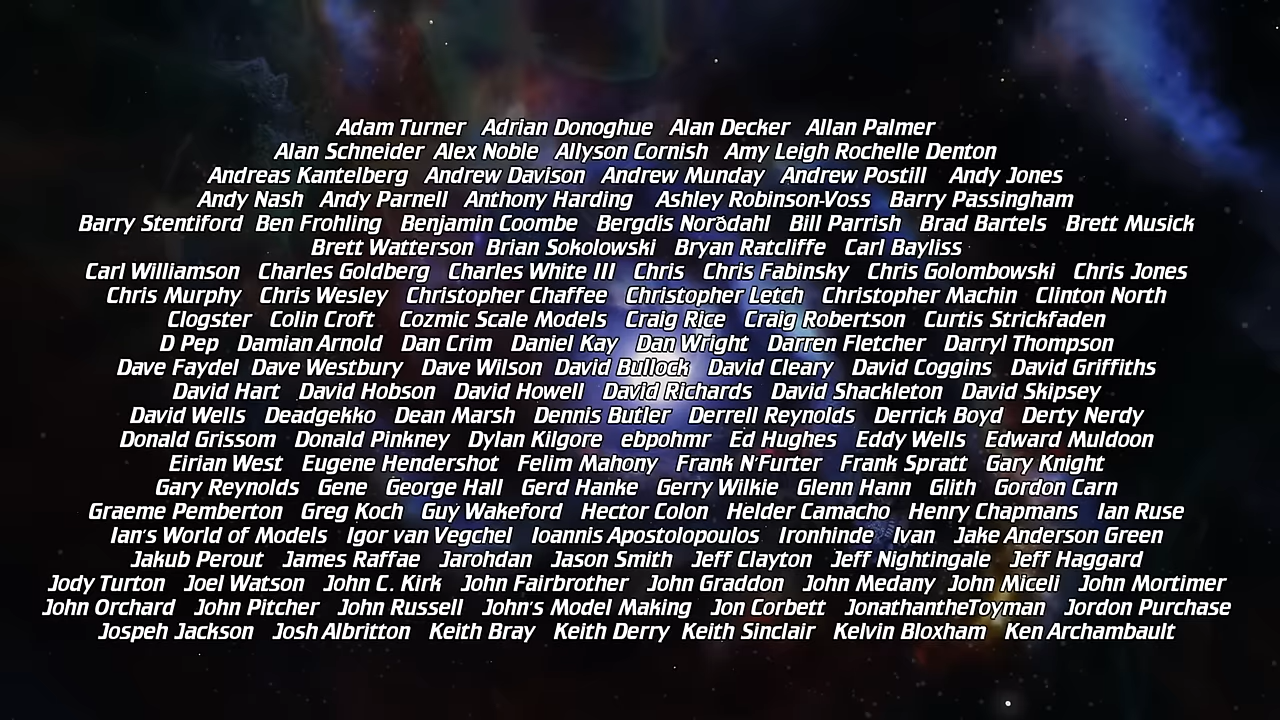 Adam Turner Adrian Donoghue Alan Decker Allan Palmer
Alan Schneider Alex Noble Allyson Cornish Amy Leigh Rochelle Denton
Andreas Kantelberg Andrew Davison Andrew Munday Andrew Postill Andy Jones
Andy Nash Andy Parnell Anthony Harding Ashley Robinson-Voss Barry Passingham
Barry Stentiford Ben Frohling Benjamin Coombe Bergdis Norðdahl Bill Parrish Brad Bartels Brett Musick
Brett Watterson Brian Sokolowski Bryan Ratcliffe Carl Bayliss
Carl Williamson Charles Goldberg Charles White III Chris Chris Fabinsky Chris Golombowski Chris Jones
Chris Murphy Chris Wesley Christopher Chaffee Christopher Letch Christopher Machin Clinton North
Clogster Colin Croft Cozmic Scale Models Craig Rice Craig Robertson Curtis Strickfaden
D Pep Damian Arnold Dan Crim Daniel Kay Dan Wright Darren Fletcher Darryl Thompson
Dave Faydel Dave Westbury Dave Wilson David Bullock David Cleary David Coggins David Griffiths
David Hart David Hobson David Howell David Richards David Shackleton David Skipsey
David Wells Deadgekko Dean Marsh Dennis Butler Derrell Reynolds Derrick Boyd Derty Nerdy
Donald Grissom Donald Pinkney Dylan Kilgore ebpohmr Ed Hughes Eddy Wells Edward Muldoon
Eirian West Eugene Hendershot Felim Mahony Frank N'Furter Frank Spratt Gary Knight
Gary Reynolds Gene George Hall Gerd Hanke Gerry Wilkie Glenn Hann Glith Gordon Carn
Graeme Pemberton Greg Koch Guy Wakeford Hector Colon Helder Camacho Henry Chapmans Ian Ruse
Ian's World of Models Igor van Vegchel Ioannis Apostolopoulos Ironhinde Ivan Jake Anderson Green
Jakub Perout James Raffae Jarohdan Jason Smith Jeff Clayton Jeff Nightingale Jeff Haggard
Jody Turton Joel Watson John C. Kirk John Fairbrother John Graddon John Medany John Miceli John Mortimer
John Orchard John Pitcher John Russell John's Model Making Jon Corbett JonathantheToyman Jordon Purchase
Jospeh Jackson Josh Albritton Keith Bray Keith Derry Keith Sinclair Kelvin Bloxham Ken Archambault